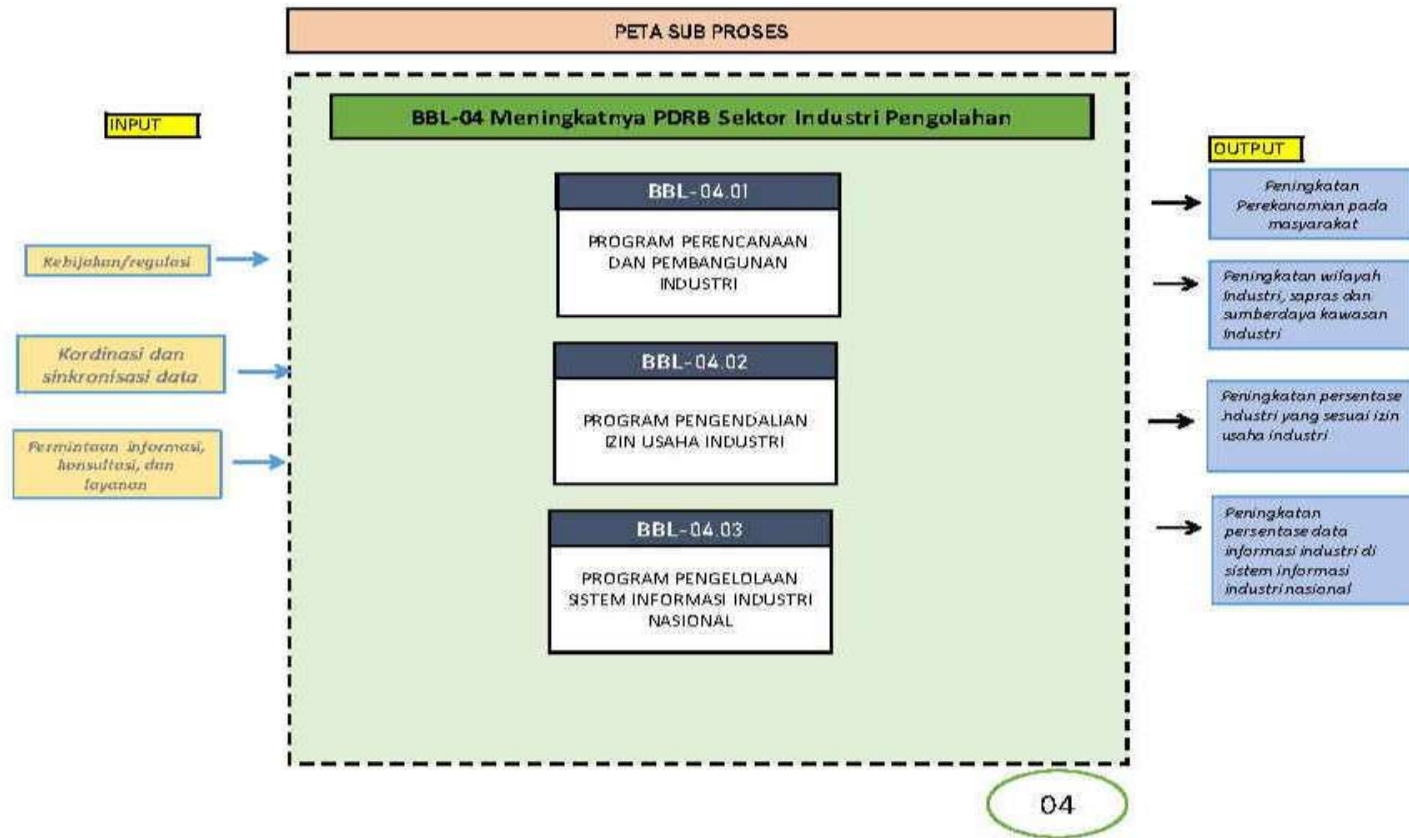 PETA SUB PROSES
INPUT
BBL-04 Meningkatnya PDRB Sektor Industri Pengolahan
OUTPUT
Kebijakan/regulasi
Kordinasi dan
sinkronisasi data
Permintaan informasi,
konsultasi, dan
layanan
BBL-04.01
PROGRAM PERENCANAAN
DAN PEMBANGUNAN
INDUSTRI
BBL-04.02
PROGRAM PENGENDALIAN
IZIN USAHA INDUSTRI
BBL-04.03
PROGRAM PENGELOLAAN
SISTEM INFORMASI INDUSTRI
NASIONAL
Peningkatan
Perekonomian pada
masyarakat
Peningkatan wilayah
Industri, sapras dan
sumberdaya kawasan
Industri
Peningkatan persentase
ndustri yang sesuai izin
usaha industri
Peningkatan
persentase data
informasi industri di
sistem informasi
industri nasional
04